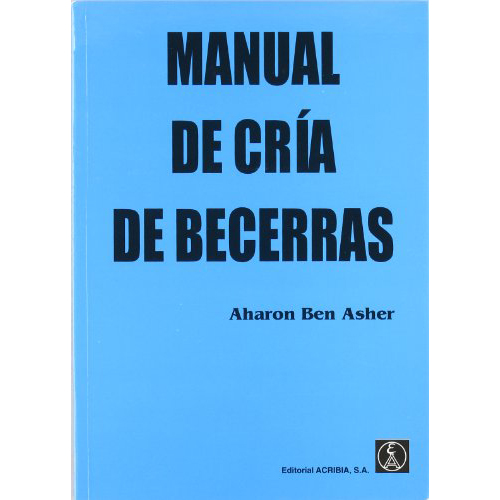 MANUAL
DE CRÍA
DE BECERRAS
Aharon Ben Asher
Editorial ACRIBIA, S.A.